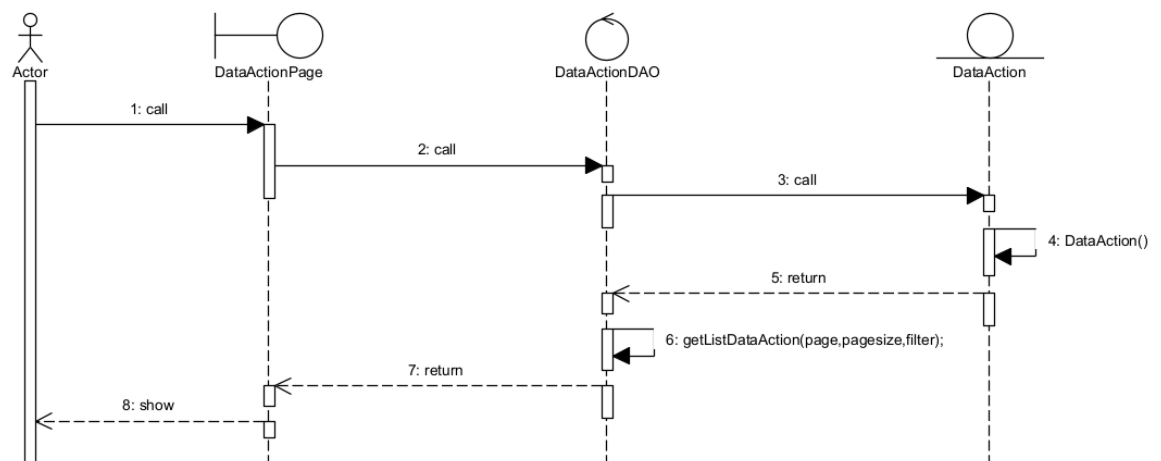 Actor
DataActionPage
DataActionDAO
DataAction
1: call
2: call
3: call
4: DataAction()
5: return
6: getListDataAction(page,pagesize,filter);
7: return
8: show